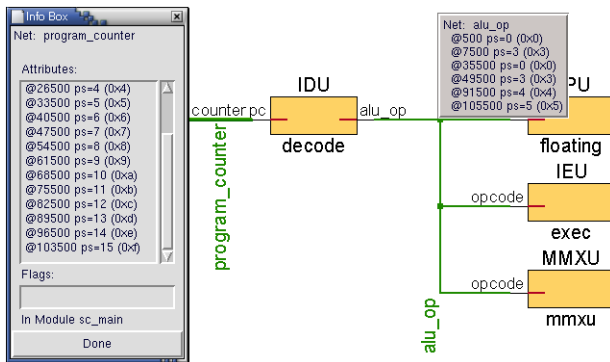 Info Box
Net: program_counter
Attributes:
@26500 ps=4 (0x4)
@33500 ps=5 (0x5)
@40500 ps=6 (0x6)
@47500 ps=7 (0x7)
@54500 ps=8 (0x8)
@61500 ps=9 (0x9)
@68500 ps=10 (0xa)
@75500 ps=11 (0xb)
@82500 ps=12 (0xc)
@89500 ps=13 (0xd)
@96500 ps=14 (0xe)
@103500 ps=15 (0xf)
Flags:
In Module sc_main
Done
counter
program_counter
IDU
pc
alu_op
decode
Net: alu_op
@500 ps=0 (0x0)
@7500 ps=3 (0x3)
@35500 ps=0 (0x0)
@49500 ps=3 (0x3)
@91500 ps=4 (0x4)
@105500 ps=5 (0x5)
PU
floating
IEU
opcode
exec
MMXU
opcode
mmxu
alu_op